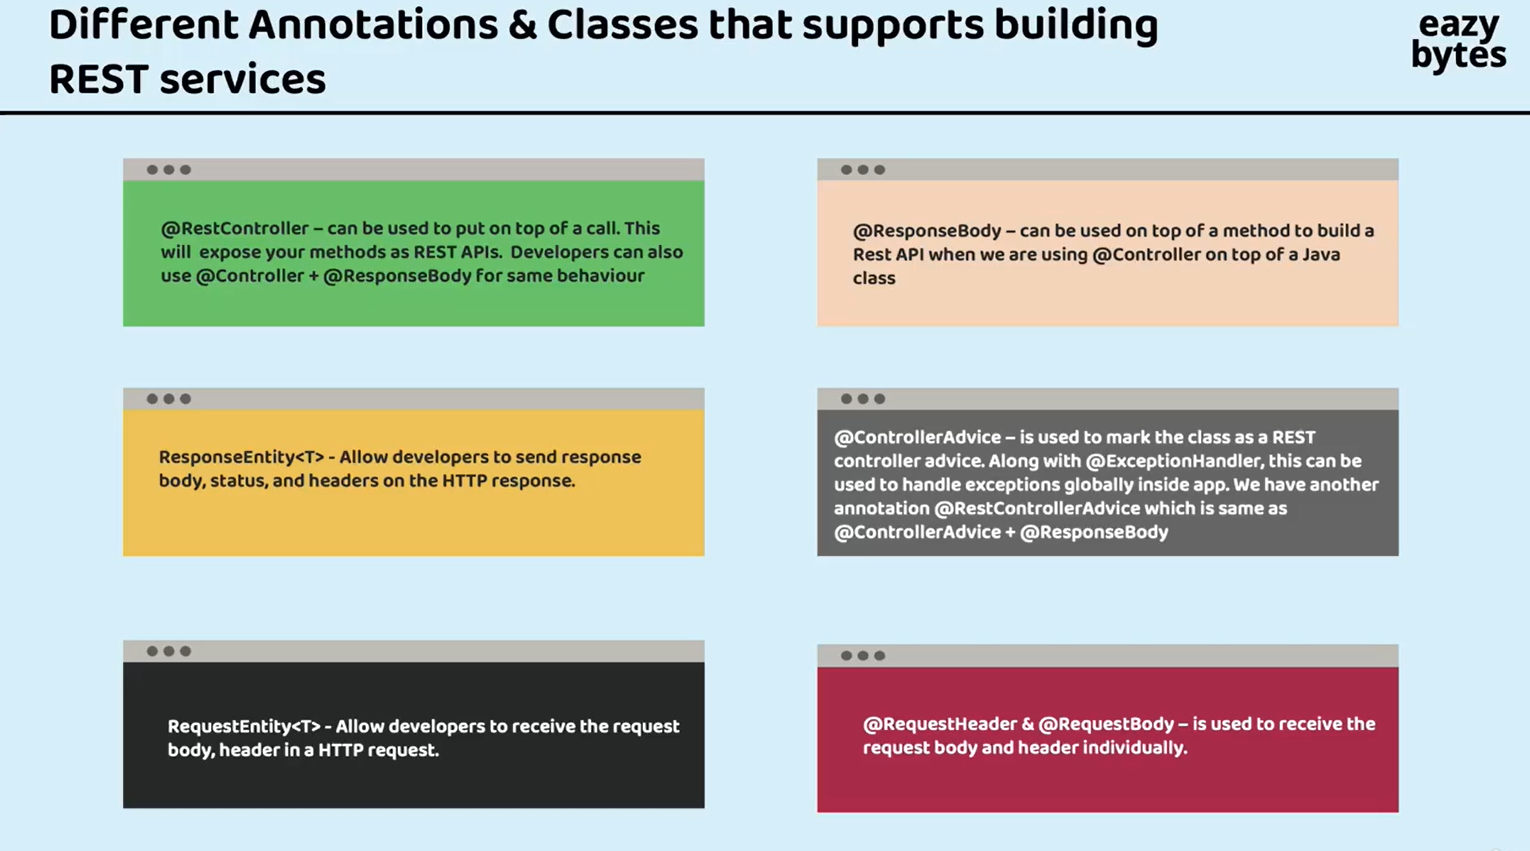 Different Annotations & Classes that supports building
REST services
eazy
bytes
@RestController – can be used to put on top of a call. This
will expose your methods as REST APIs. Developers can also
use @Controller + @ResponseBody for same behaviour
@ResponseBody – can be used on top of a method to build a
Rest API when we are using @Controller on top of a Java
class
ResponseEntity<T> - Allow developers to send response
body, status, and headers on the HTTP response.
@ControllerAdvice – is used to mark the class as a REST
controller advice. Along with @ExceptionHandler, this can be
used to handle exceptions globally inside app. We have another
annotation @RestControllerAdvice which is same as
@ControllerAdvice + @ResponseBody
RequestEntity<T> - Allow developers to receive the request
body, header in a HTTP request.
@RequestHeader & @RequestBody – is used to receive the
request body and header individually.